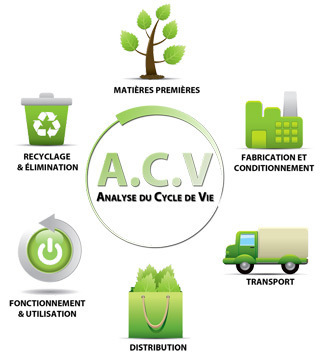 MATIÈRES PREMIÈRES
FABRICATION ET
CONDITIONNEMENT
TRANSPORT
DISTRIBUTION
FONCTIONNEMENT
& UTILISATION
RECYCLAGE
& ÉLIMINATION
A.C.V
ANALYSE DU CYCLE DE VIE